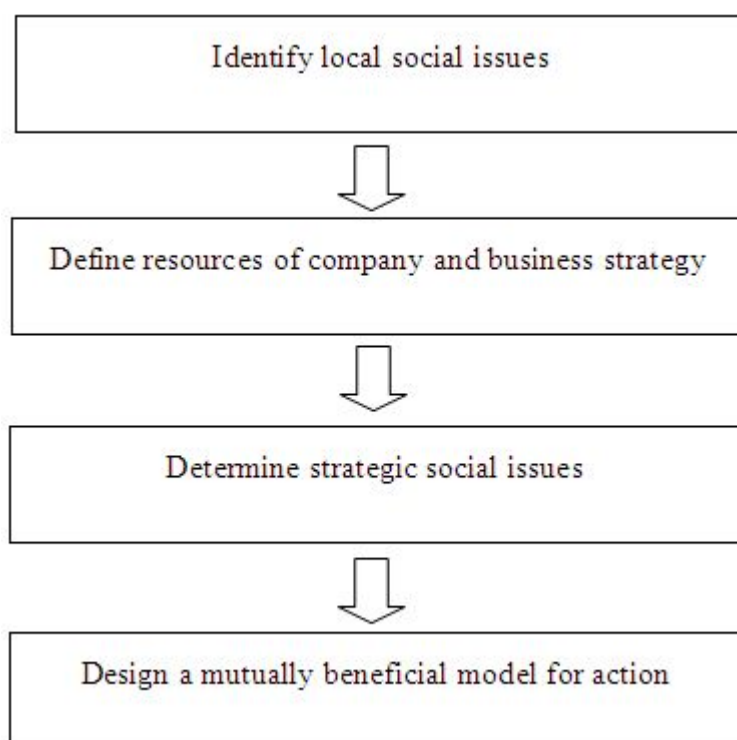 Identify local social issues
Define resources of company and business strategy
Determine strategic social issues
Design a mutually beneficial model for action